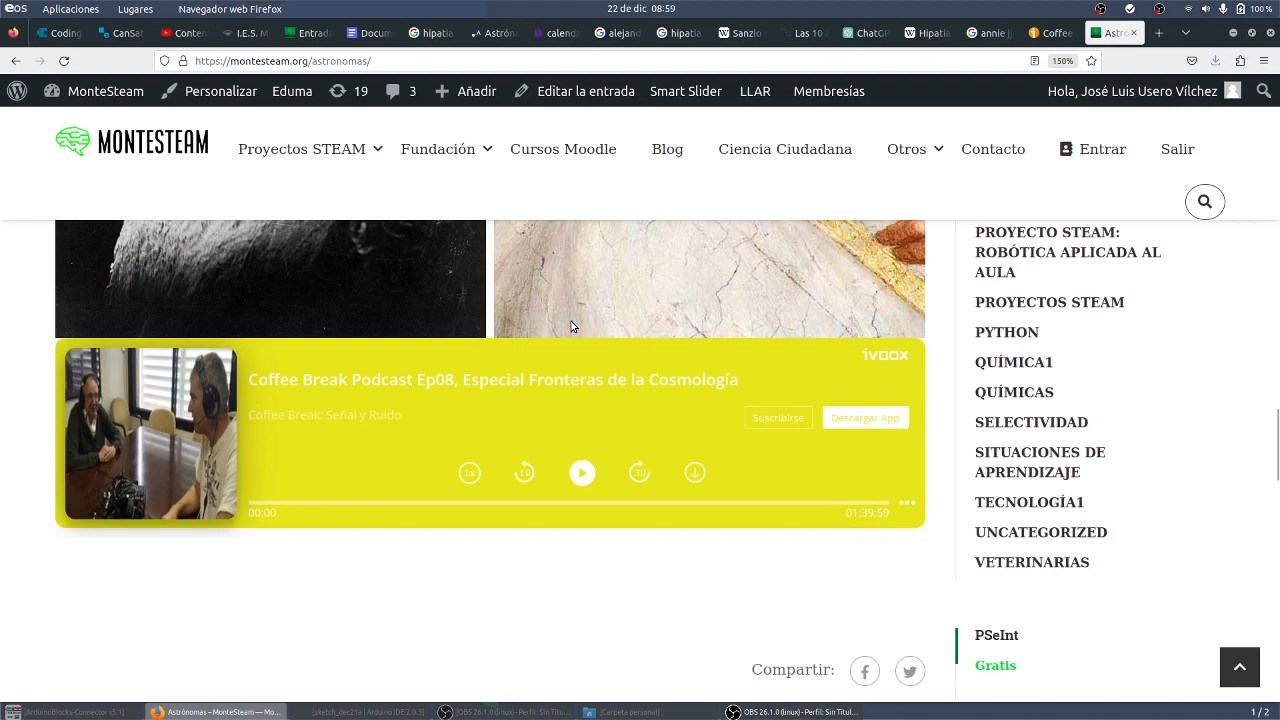 Aplicaciones Lugares Navegador web Firefox 22 de dic 08:59 100 %
Coding CanSat Conten I.E.S. M Entrad Docum hipatia Astróno calenda alejand hipatia Sanzio Las 10 ChatGP Hipatia annie j Coffee Astró
https://montesteam.org/astronomas/ 150%
MonteSteam Personalizar Eduma 19 3 Añadir Editar la entrada Smart Slider LLAR Membresías Hola, José Luis Usero Vílchez
MONTESTEAM Proyectos STEAM Fundación Cursos Moodle Blog Ciencia Ciudadana Otros Contacto Entrar Salir
PROYECTO STEAM:
ROBÓTICA APLICADA AL
AULA
PROYECTOS STEAM
PYTHON
QUÍMICA1
QUÍMICAS
SELECTIVIDAD
SITUACIONES DE
APRENDIZAJE
TECNOLOGÍA1
UNCATEGORIZED
VETERINARIAS
PSeInt
Gratis
ivoox
Coffee Break Podcast Ep08, Especial Fronteras de la Cosmología
Coffee Break: Señal y Ruido
Suscribirse Descargar App
1x 10 30
00:00 01:39:59
Compartir:
[ArduinoBlocks-Connector v5.1] Astrónomas – MonteSteam — Mo... [sketch_dec21a | Arduino IDE 2.0.3] [OBS 26.1.0 (linux) - Perfil: Sin Tít... [Carpeta personal] OBS 26.1.0 (linux) - Perfil: Sin Títul... 1 / 2